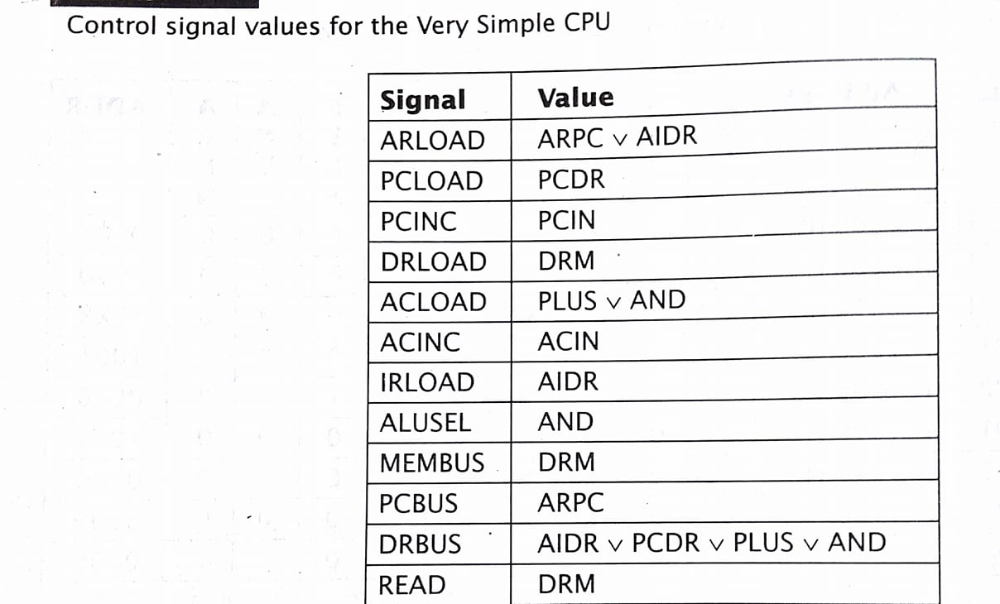 Control signal values for the Very Simple CPU
Signal Value
ARLOAD ARPC ∨ AIDR
PCLOAD PCDR
PCINC PCIN
DRLOAD DRM
ACLOAD PLUS ∨ AND
ACINC ACIN
IRLOAD AIDR
ALUSEL AND
MEMBUS DRM
PCBUS ARPC
DRBUS AIDR ∨ PCDR ∨ PLUS ∨ AND
READ DRM